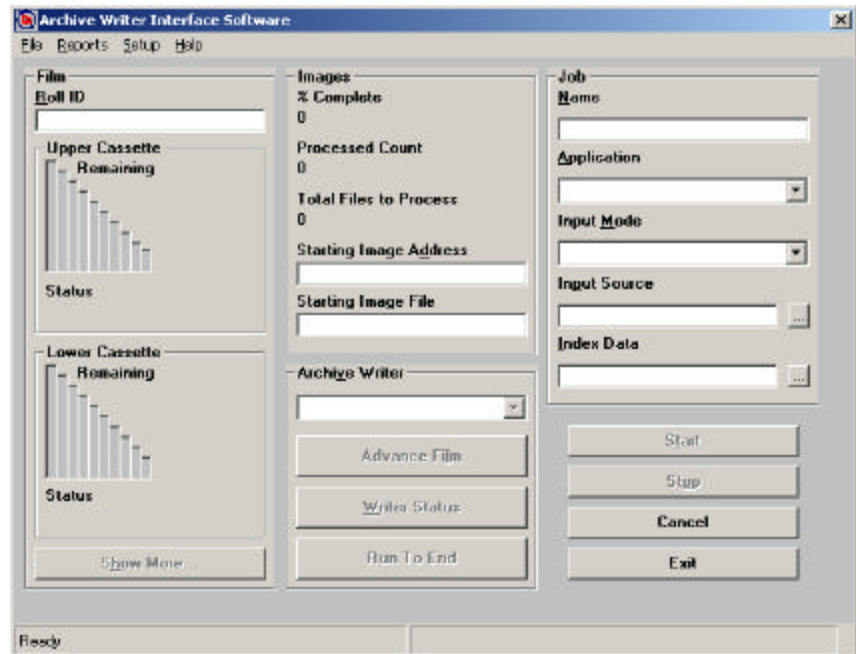 Archive Writer Interface Software
File Reports Setup Help
Film
Roll ID
Upper Cassette
Remaining
Status
Lower Cassette
Remaining
Status
Show More...
Images
% Complete
0
Processed Count
0
Total Files to Process
0
Starting Image Address
Starting Image File
Archive Writer
Advance Film
Writer Status
Run To End
Job
Name
Application
Input Mode
Input Source
...
Index Data
...
Start
Stop
Cancel
Exit
Ready